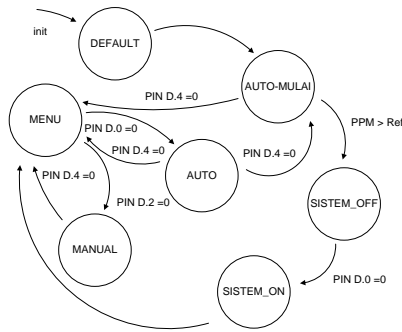 init
DEFAULT
AUTO-MULAI
PIN D.4 =0
MENU
PIN D.0 =0
PPM > Ref
PIN D.4 =0
PIN D.4 =0
PIN D.4 =0
AUTO
PIN D.2 =0
SISTEM_OFF
MANUAL
PIN D.0 =0
SISTEM_ON